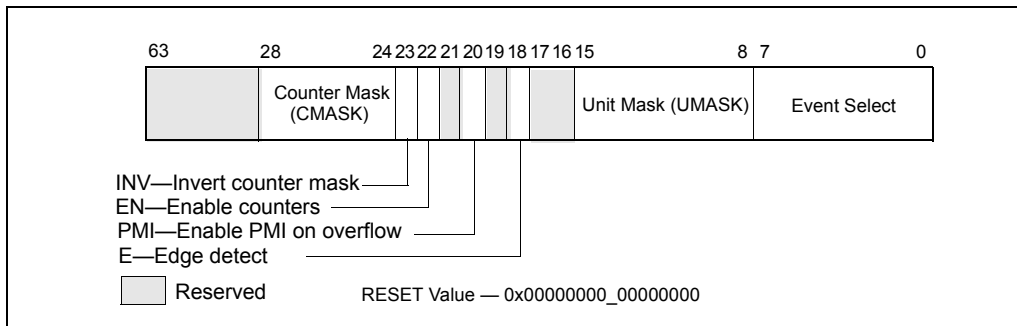 63 28 24 23 22 21 20 19 18 17 16 15 8 7 0
Counter Mask
(CMASK)
Unit Mask (UMASK)
Event Select
INV—Invert counter mask
EN—Enable counters
PMI—Enable PMI on overflow
E—Edge detect
Reserved
RESET Value — 0x00000000_00000000